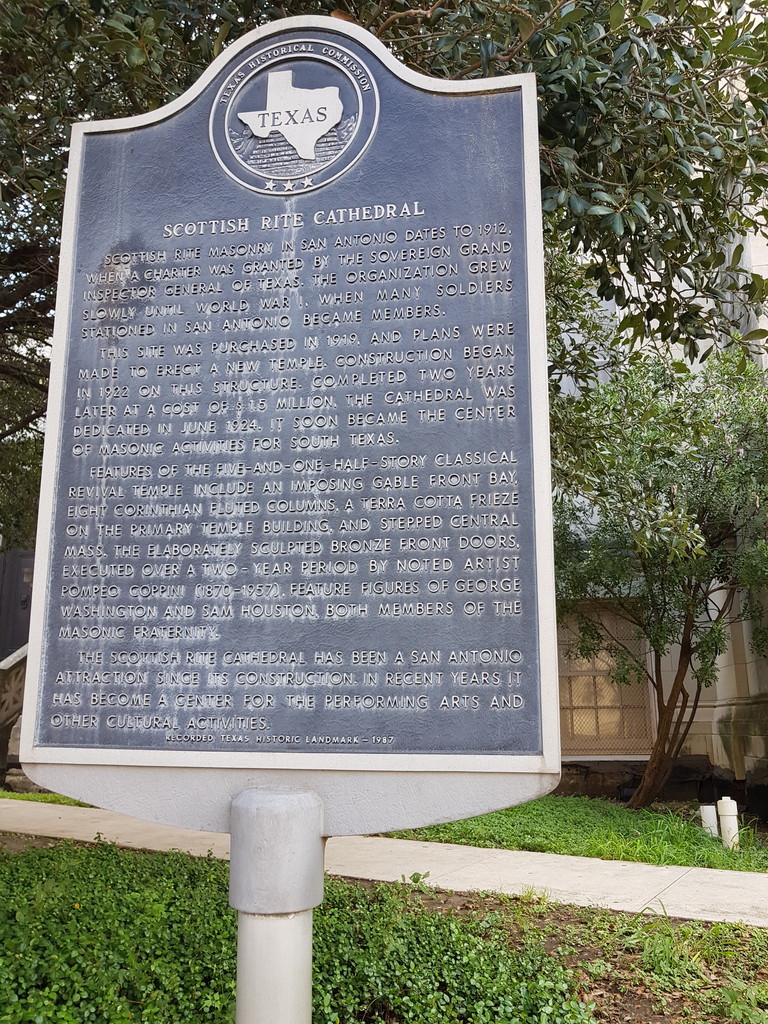 TEXAS HISTORICAL COMMISSION
TEXAS
SCOTTISH RITE CATHEDRAL
SCOTTISH RITE MASONRY IN SAN ANTONIO DATES TO 1912,
WHEN A CHARTER WAS GRANTED BY THE SOVEREIGN GRAND
INSPECTOR GENERAL OF TEXAS. THE ORGANIZATION GREW
SLOWLY UNTIL WORLD WAR I, WHEN MANY SOLDIERS
STATIONED IN SAN ANTONIO BECAME MEMBERS.
THIS SITE WAS PURCHASED IN 1919, AND PLANS WERE
MADE TO ERECT A NEW TEMPLE. CONSTRUCTION BEGAN
IN 1922 ON THIS STRUCTURE. COMPLETED TWO YEARS
LATER AT A COST OF $1.5 MILLION, THE CATHEDRAL WAS
DEDICATED IN JUNE 1924. IT SOON BECAME THE CENTER
OF MASONIC ACTIVITIES FOR SOUTH TEXAS.
FEATURES OF THE FIVE-AND-ONE-HALF-STORY CLASSICAL
REVIVAL TEMPLE INCLUDE AN IMPOSING GABLE FRONT BAY,
EIGHT CORINTHIAN FLUTED COLUMNS, A TERRA COTTA FRIEZE
ON THE PRIMARY TEMPLE BUILDING, AND STEPPED CENTRAL
MASS. THE ELABORATELY SCULPTED BRONZE FRONT DOORS,
EXECUTED OVER A TWO-YEAR PERIOD BY NOTED ARTIST
POMPEO COPPINI (1870-1957), FEATURE FIGURES OF GEORGE
WASHINGTON AND SAM HOUSTON, BOTH MEMBERS OF THE
MASONIC FRATERNITY.
THE SCOTTISH RITE CATHEDRAL HAS BEEN A SAN ANTONIO
ATTRACTION SINCE ITS CONSTRUCTION. IN RECENT YEARS IT
HAS BECOME A CENTER FOR THE PERFORMING ARTS AND
OTHER CULTURAL ACTIVITIES.
RECORDED TEXAS HISTORIC LANDMARK - 1987